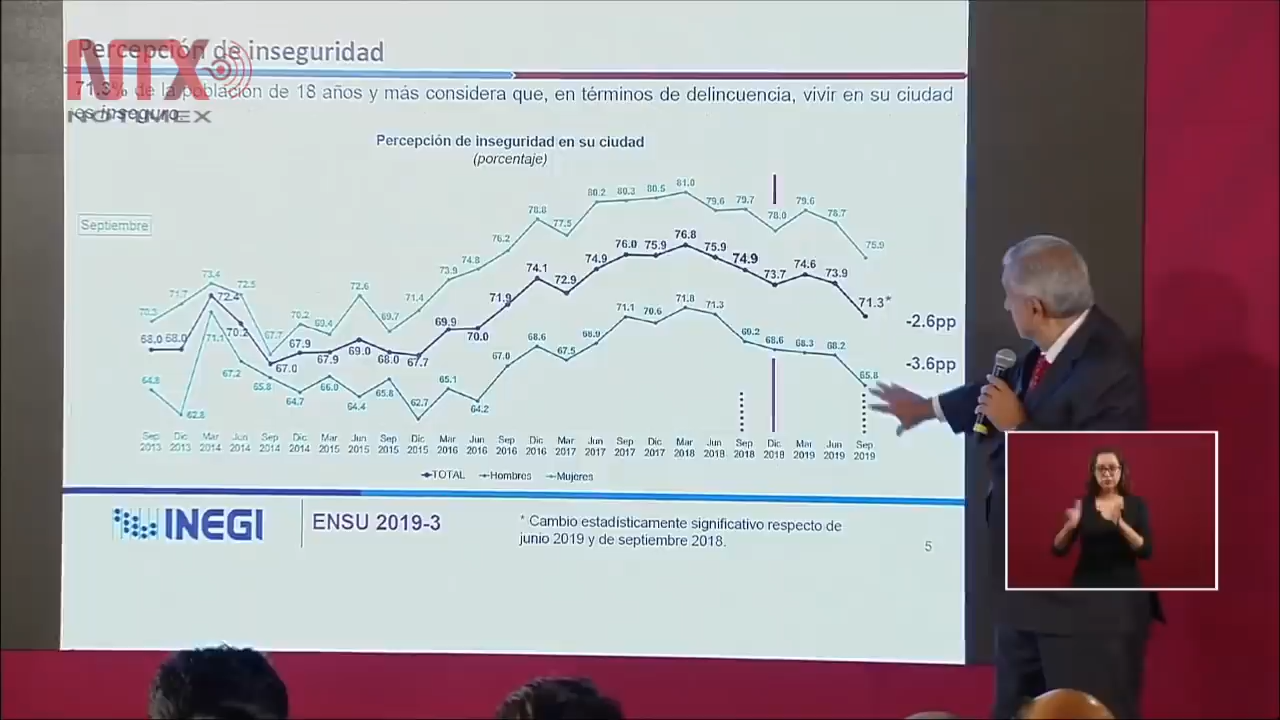 Percepción de inseguridad
NTX
NOTIMEX
71.3% de la población de 18 años y más considera que, en términos de delincuencia, vivir en su ciudad
es inseguro.
Percepción de inseguridad en su ciudad
(porcentaje)
Septiembre
70.3 71.7 73.4 72.5 67.7 70.2 69.4 72.6 69.7 71.4 73.9 74.8 76.2 78.8 77.5 80.2 80.3 80.5 81.0 79.6 79.7 78.0 79.6 78.7 75.9
68.0 68.0 72.4 70.2 67.0 67.9 67.9 69.0 68.0 67.7 69.9 70.0 71.9 74.1 72.9 74.9 76.0 75.9 76.8 75.9 74.9 73.7 74.6 73.9 71.3*
64.8 62.8 71.1 67.2 65.8 64.7 66.0 64.4 65.8 62.7 65.1 64.2 67.0 68.6 67.5 68.9 71.1 70.6 71.8 71.3 69.2 68.6 68.3 68.2 65.8
-2.6pp
-3.6pp
Sep Dic Mar Jun Sep Dic Mar Jun Sep Dic Mar Jun Sep Dic Mar Jun Sep Dic Mar Jun Sep Dic Mar Jun Sep
2013 2013 2014 2014 2014 2014 2015 2015 2015 2015 2016 2016 2016 2016 2017 2017 2017 2017 2018 2018 2018 2018 2019 2019 2019
TOTAL Hombres Mujeres
INEGI
ENSU 2019-3
* Cambio estadísticamente significativo respecto de
junio 2019 y de septiembre 2018.
5